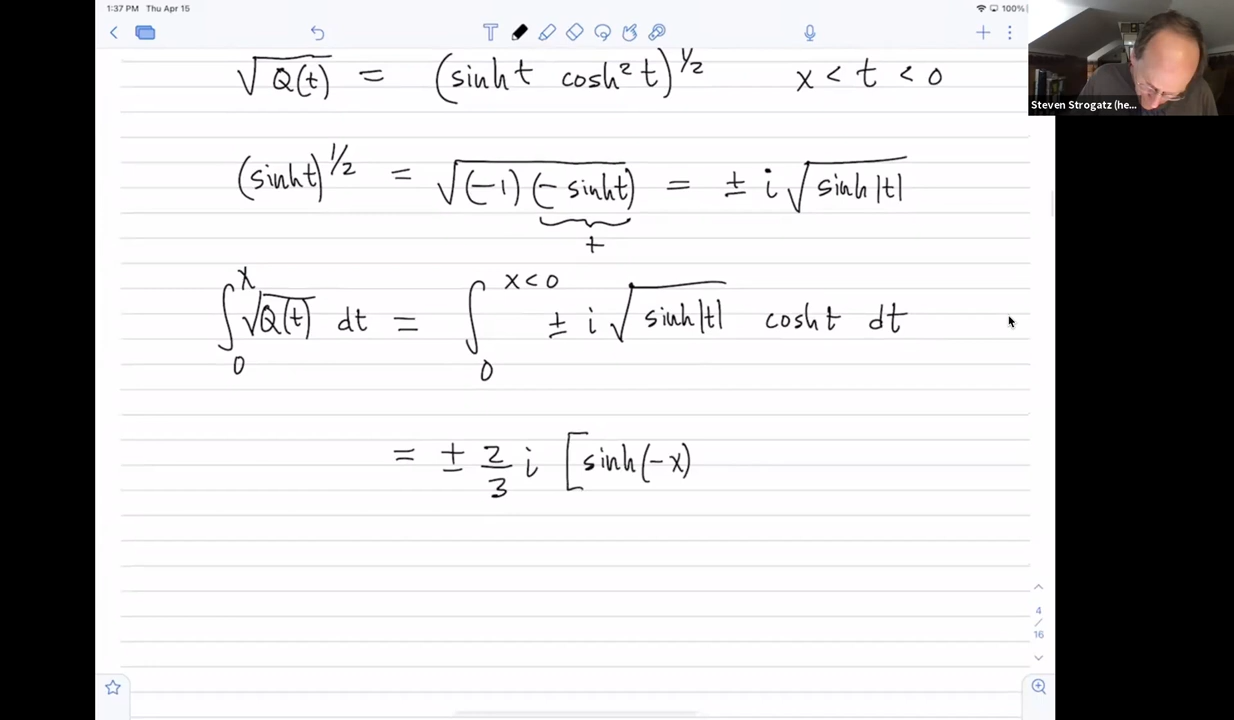 1:37 PM Thu Apr 15
100%
T
√Q(t) = (sinh t cosh² t)^½ x < t < 0
Steven Strogatz (he...
(sinh t)^½ = √(-1)(- sinh t) = ± i √sinh|t|
+
∫₀ˣ √Q(t) dt = ∫₀^{x<0} ± i √sinh|t| cosh t dt
= ± 2/3 i [sinh(-x)
4
/
16